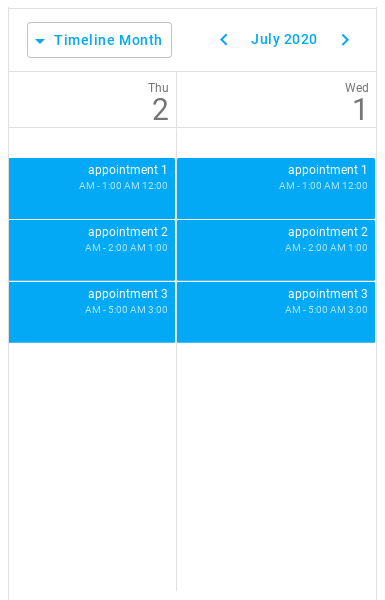 Timeline Month
July 2020
Thu
2
Wed
1
appointment 1
AM - 1:00 AM 12:00
appointment 1
AM - 1:00 AM 12:00
appointment 2
AM - 2:00 AM 1:00
appointment 2
AM - 2:00 AM 1:00
appointment 3
AM - 5:00 AM 3:00
appointment 3
AM - 5:00 AM 3:00